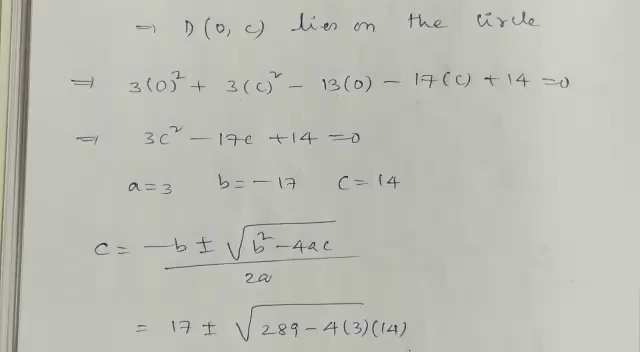 ⇒ D(0, c) lies on the circle
⇒ 3(0)² + 3(c)² - 13(0) - 17(c) + 14 = 0
⇒ 3c² - 17c + 14 = 0
a = 3 b = -17 c = 14
c = -b ± √b² - 4ac
2a
= 17 ± √289 - 4(3)(14)